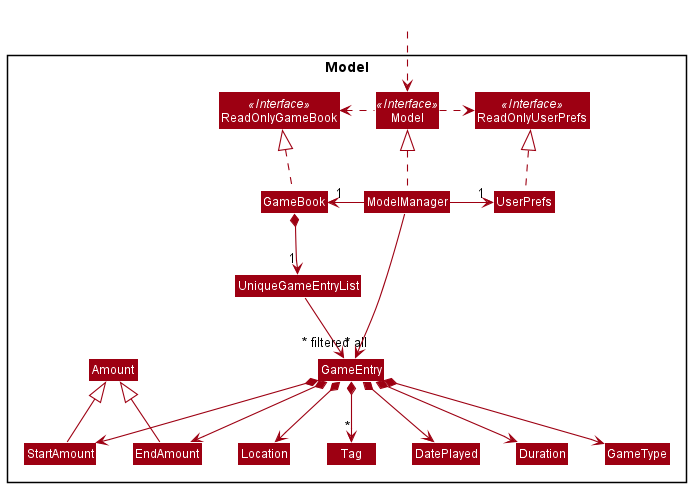 Model
«Interface»
ReadOnlyGameBook
«Interface»
Model
«Interface»
ReadOnlyUserPrefs
GameBook
1
ModelManager
1
UserPrefs
1
UniqueGameEntryList
* filtered
* all
GameEntry
Amount
*
StartAmount
EndAmount
Location
Tag
DatePlayed
Duration
GameType